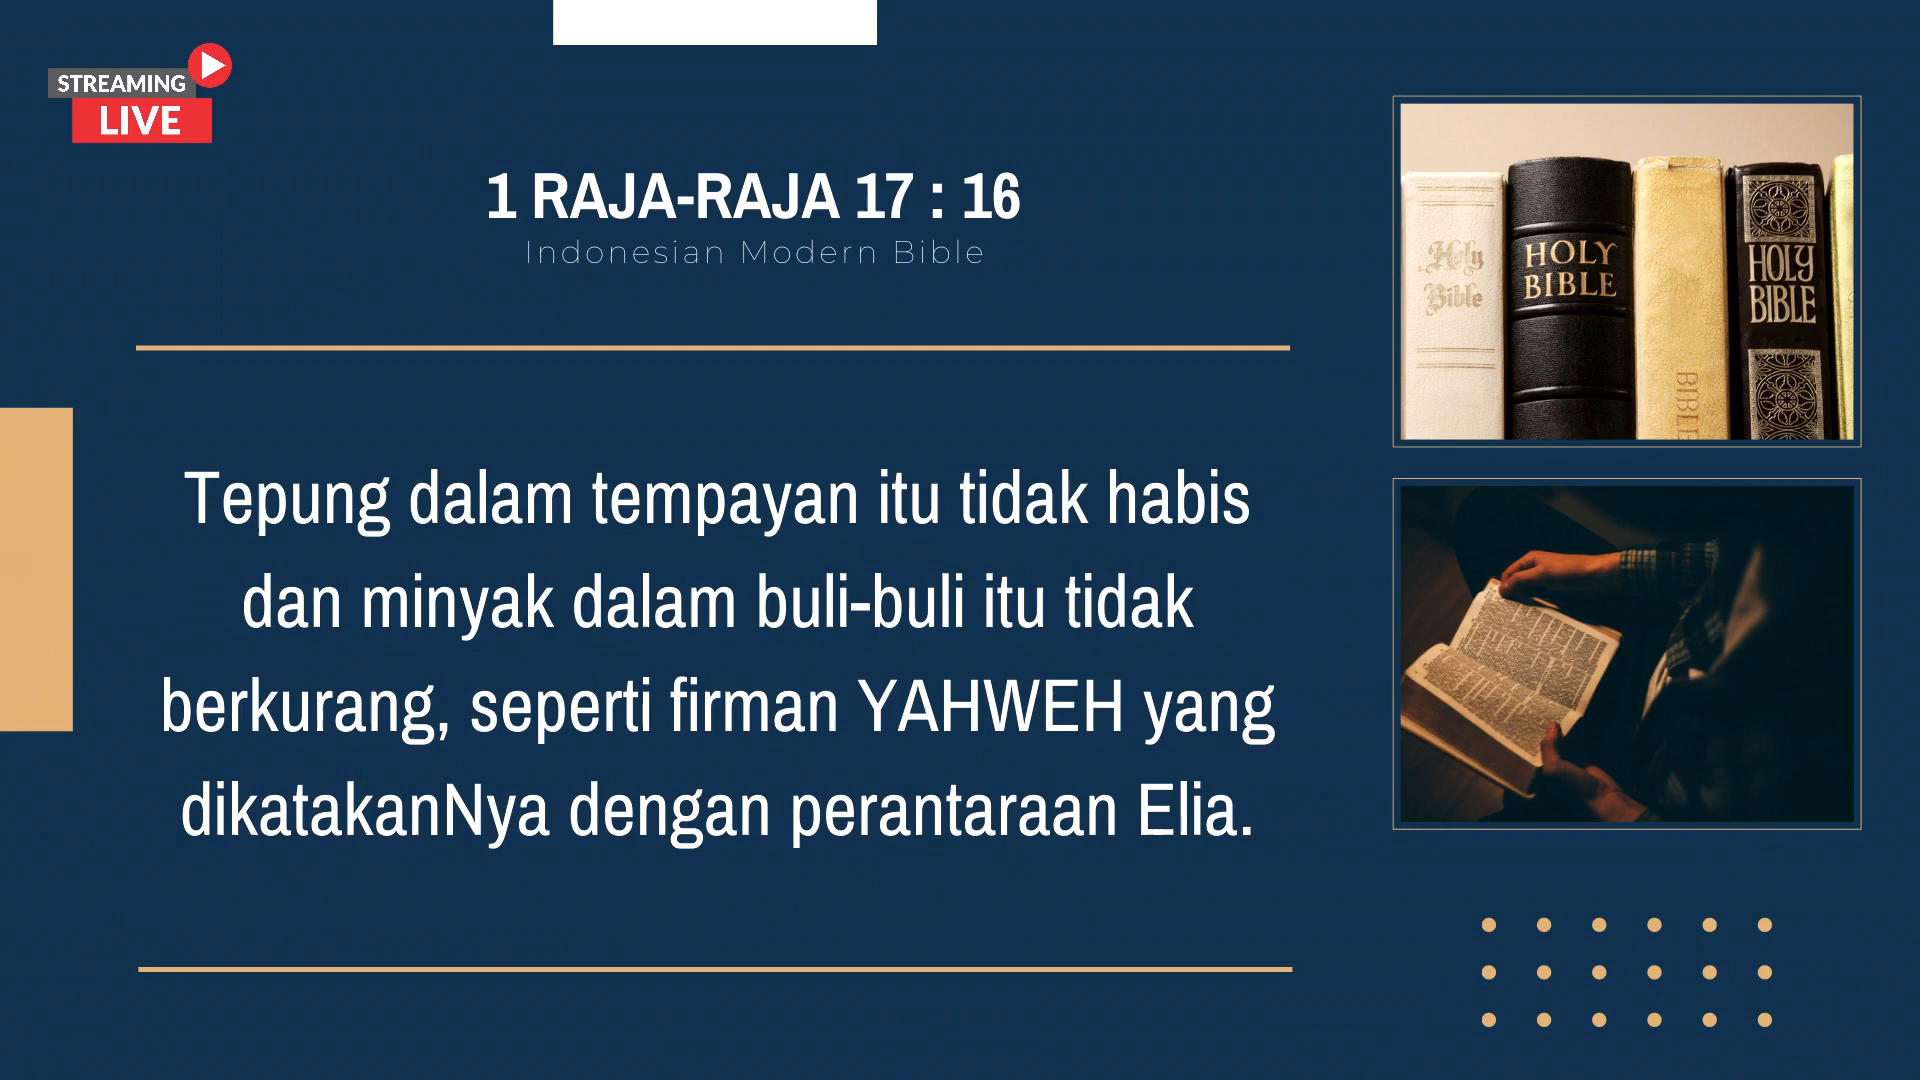 STREAMING
LIVE
1 RAJA-RAJA 17 : 16
Indonesian Modern Bible
Tepung dalam tempayan itu tidak habis
dan minyak dalam buli-buli itu tidak
berkurang, seperti firman YAHWEH yang
dikatakanNya dengan perantaraan Elia.
Holy
Bible
HOLY
BIBLE
BIBLE
HOLY
BIBLE